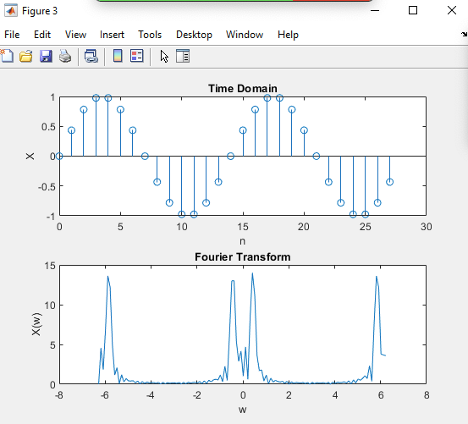 Figure 3
File Edit View Insert Tools Desktop Window Help
Time Domain
1
0.5
0
-0.5
-1
X
0 5 10 15 20 25 30
n
Fourier Transform
15
10
5
0
X(w)
-8 -6 -4 -2 0 2 4 6 8
w